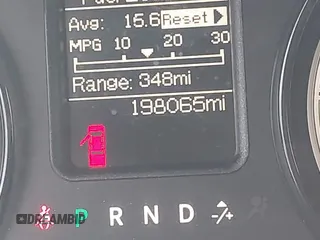 Avg: 15.6 Reset
MPG 10 20 30
Range: 348mi
198065mi
P R N D -/+
DREAMBID